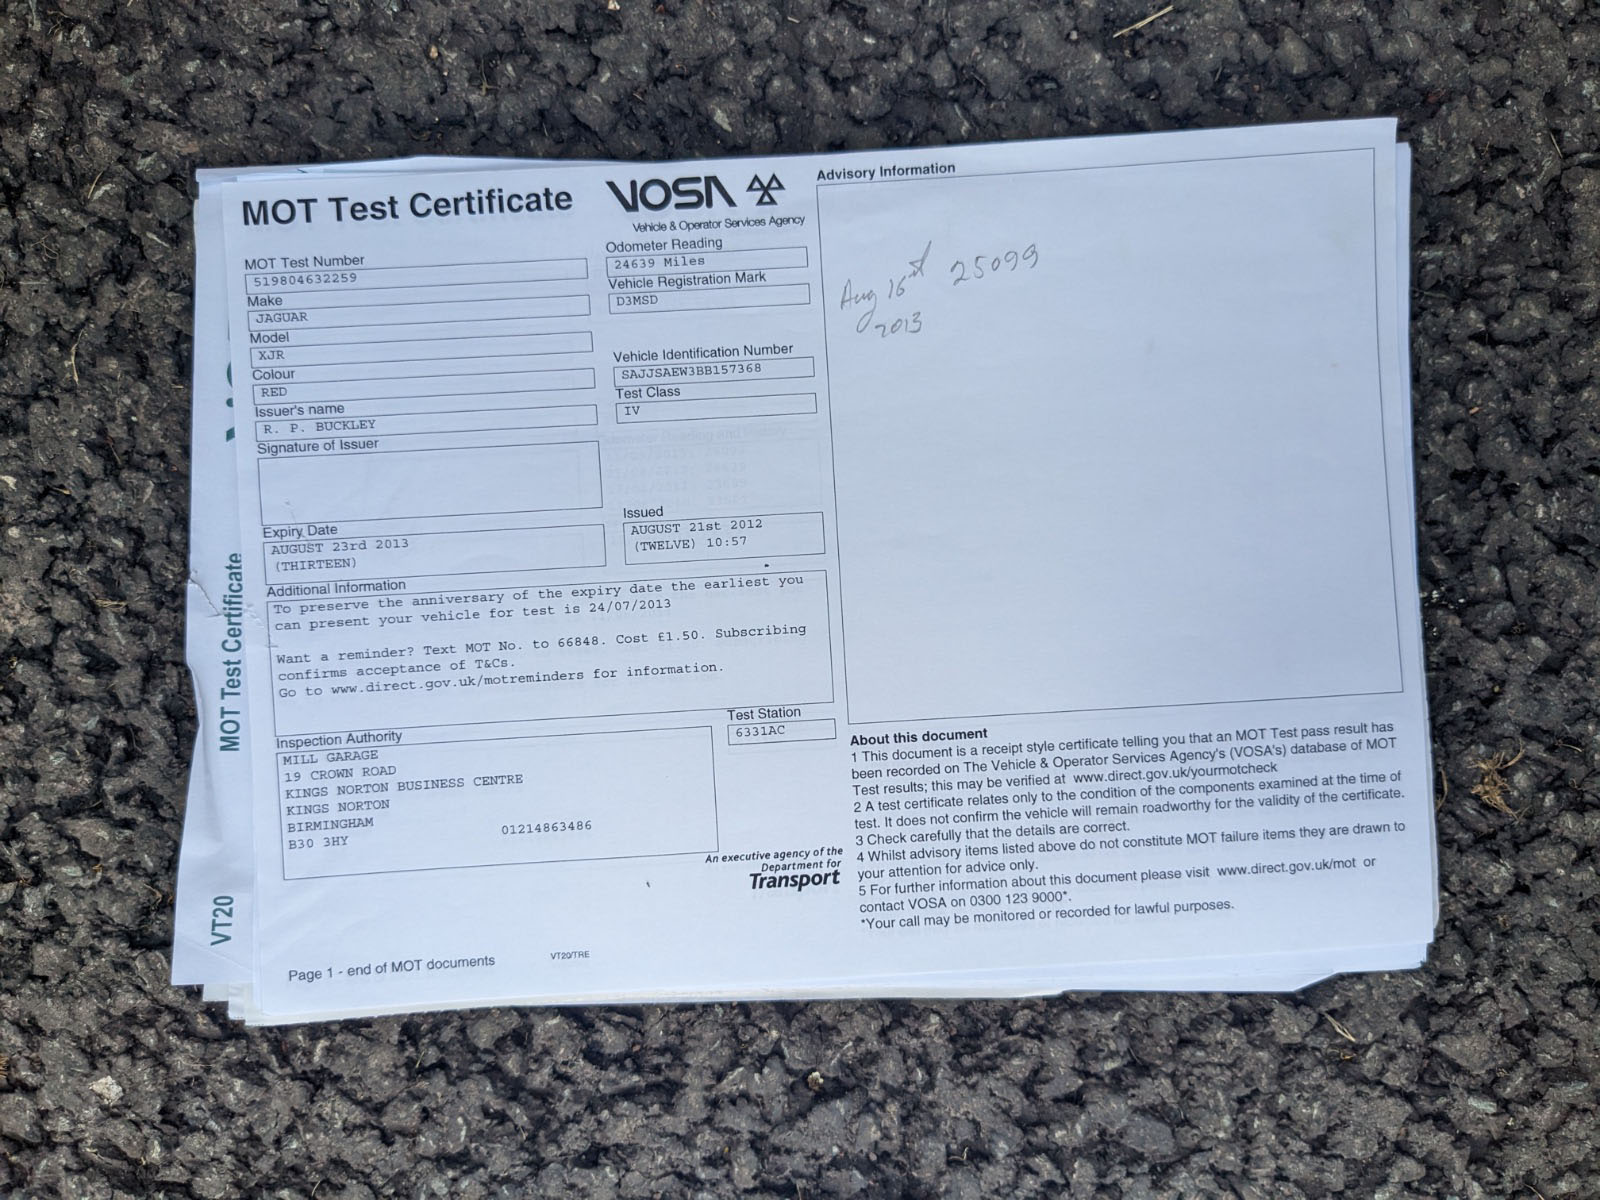 MOT Test Certificate
VOSA
Vehicle & Operator Services Agency
MOT Test Number
519804632259
Make
JAGUAR
Model
XJR
Colour
RED
Issuer's name
R. P. BUCKLEY
Signature of Issuer
Expiry Date
AUGUST 23rd 2013
(THIRTEEN)
Odometer Reading
24639 Miles
Vehicle Registration Mark
D3MSD
Vehicle Identification Number
SAJJSAEW3BB157368
Test Class
IV
Issued
AUGUST 21st 2012
(TWELVE) 10:57
Additional Information
To preserve the anniversary of the expiry date the earliest you
can present your vehicle for test is 24/07/2013
Want a reminder? Text MOT No. to 66848. Cost £1.50. Subscribing
confirms acceptance of T&Cs.
Go to www.direct.gov.uk/motreminders for information.
Inspection Authority
MILL GARAGE
19 CROWN ROAD
KINGS NORTON BUSINESS CENTRE
KINGS NORTON
BIRMINGHAM
B30 3HY
01214863486
Test Station
6331AC
An executive agency of the
Department for
Transport
Page 1 - end of MOT documents
VT20/TRE
Advisory Information
Aug 16st 25099
2013
About this document
1 This document is a receipt style certificate telling you that an MOT Test pass result has
been recorded on The Vehicle & Operator Services Agency's (VOSA's) database of MOT
Test results; this may be verified at www.direct.gov.uk/yourmotcheck
2 A test certificate relates only to the condition of the components examined at the time of
test. It does not confirm the vehicle will remain roadworthy for the validity of the certificate.
3 Check carefully that the details are correct.
4 Whilst advisory items listed above do not constitute MOT failure items they are drawn to
your attention for advice only.
5 For further information about this document please visit www.direct.gov.uk/mot or
contact VOSA on 0300 123 9000*.
*Your call may be monitored or recorded for lawful purposes.
MOT Test Certificate
VT20